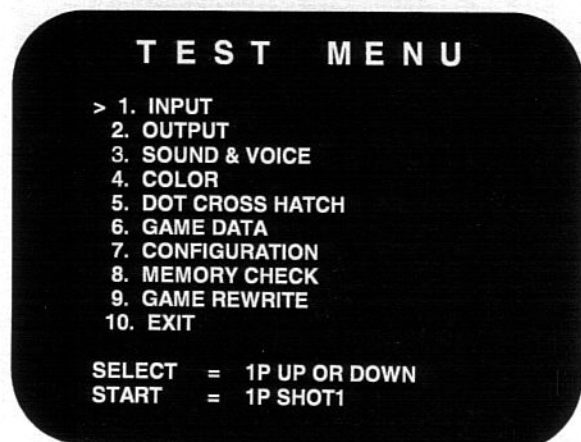 TEST MENU
> 1. INPUT
2. OUTPUT
3. SOUND & VOICE
4. COLOR
5. DOT CROSS HATCH
6. GAME DATA
7. CONFIGURATION
8. MEMORY CHECK
9. GAME REWRITE
10. EXIT
SELECT = 1P UP OR DOWN
START = 1P SHOT1